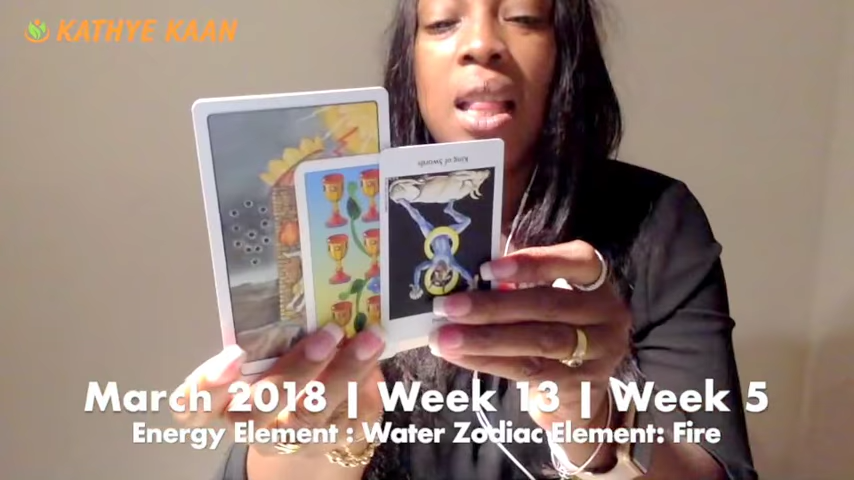 KATHYE KAAN
King of Swords
March 2018 | Week 13 | Week 5
Energy Element : Water Zodiac Element: Fire